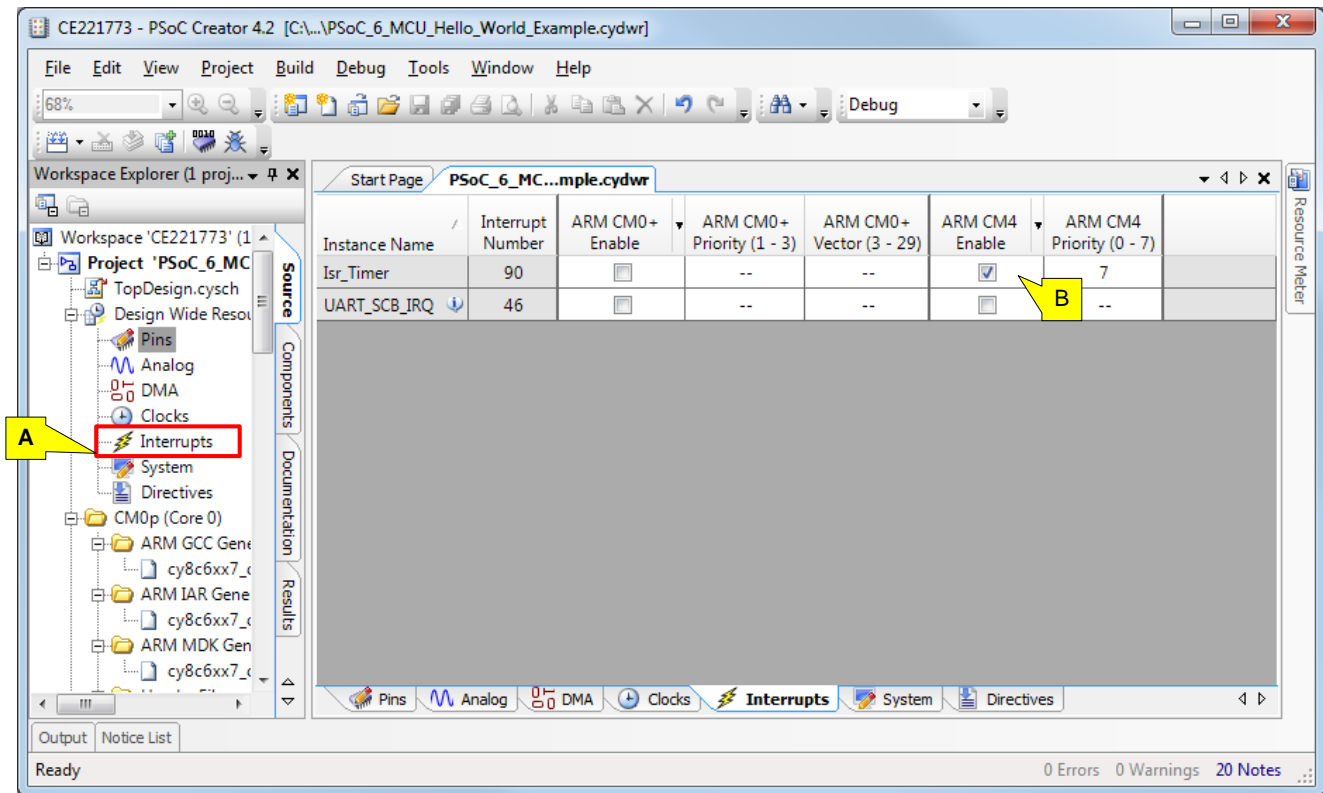 CE221773 - PSoC Creator 4.2 [C:\...\PSoC_6_MCU_Hello_World_Example.cydwr]
File Edit View Project Build Debug Tools Window Help
68% Debug
Workspace Explorer (1 proj...
Start Page PSoC_6_MC...mple.cydwr
Workspace 'CE221773' (1
Project 'PSoC_6_MC
TopDesign.cysch
Design Wide Resou
Pins
Analog
DMA
Clocks
A
Interrupts
System
Directives
CM0p (Core 0)
ARM GCC Gene
cy8c6xx7_c
ARM IAR Gene
cy8c6xx7_c
ARM MDK Gen
cy8c6xx7_c
Source
Components
Documentation
Results
Instance Name Interrupt Number ARM CM0+ Enable ARM CM0+ Priority (1 - 3) ARM CM0+ Vector (3 - 29) ARM CM4 Enable ARM CM4 Priority (0 - 7)
Isr_Timer 90 -- -- 7
UART_SCB_IRQ 46 -- -- --
B
Resource Meter
Pins Analog DMA Clocks Interrupts System Directives
Output Notice List
Ready 0 Errors 0 Warnings 20 Notes